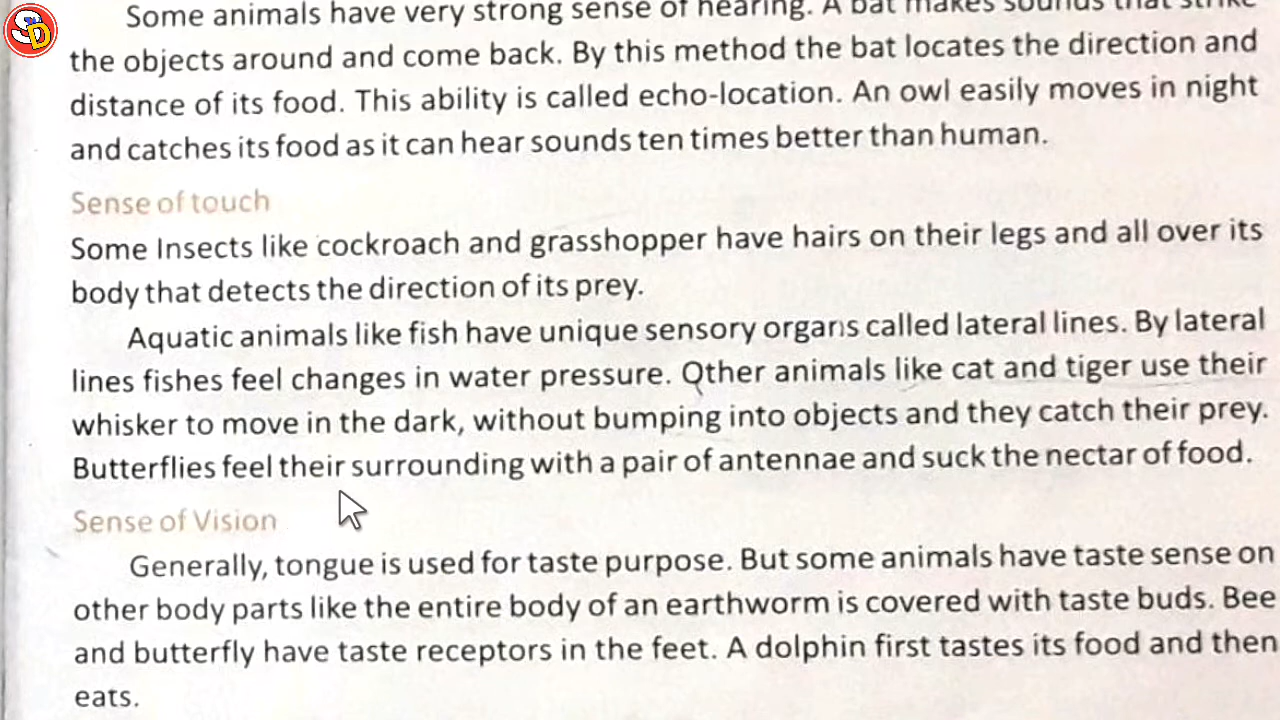 SD
Some animals have very strong sense of hearing. A bat makes sounds that strike
the objects around and come back. By this method the bat locates the direction and
distance of its food. This ability is called echo-location. An owl easily moves in night
and catches its food as it can hear sounds ten times better than human.
Sense of touch
Some Insects like cockroach and grasshopper have hairs on their legs and all over its
body that detects the direction of its prey.
Aquatic animals like fish have unique sensory organs called lateral lines. By lateral
lines fishes feel changes in water pressure. Other animals like cat and tiger use their
whisker to move in the dark, without bumping into objects and they catch their prey.
Butterflies feel their surrounding with a pair of antennae and suck the nectar of food.
Sense of Vision
Generally, tongue is used for taste purpose. But some animals have taste sense on
other body parts like the entire body of an earthworm is covered with taste buds. Bee
and butterfly have taste receptors in the feet. A dolphin first tastes its food and then
eats.